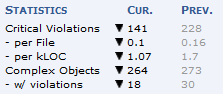 STATISTICS CUR. PREV.
Critical Violations ▼ 141 228
- per File ▼ 0.1 0.16
- per kLOC ▼ 1.07 1.7
Complex Objects ▼ 264 273
- w/ violations ▼ 18 30